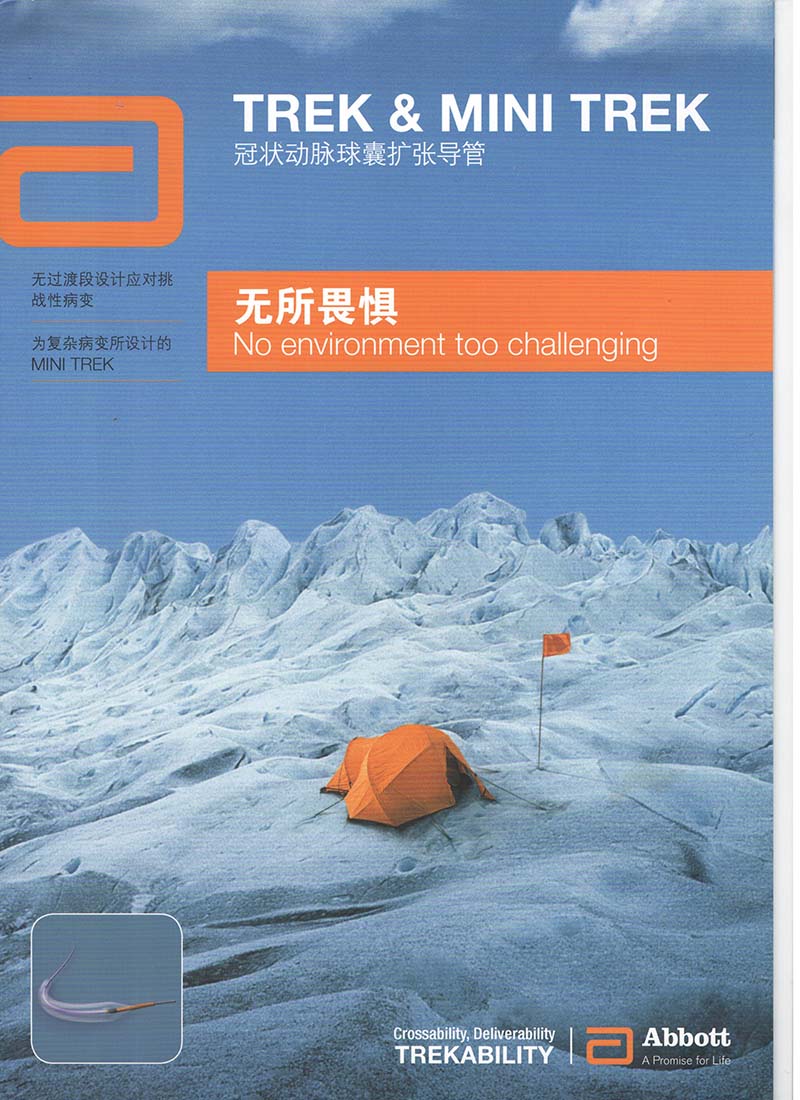 TREK & MINI TREK
冠状动脉球囊扩张导管
无过渡段设计应对挑
战性病变
为复杂病变所设计的
MINI TREK
无所畏惧
No environment too challenging
Crossability, Deliverability
TREKABILITY
Abbott
A Promise for Life